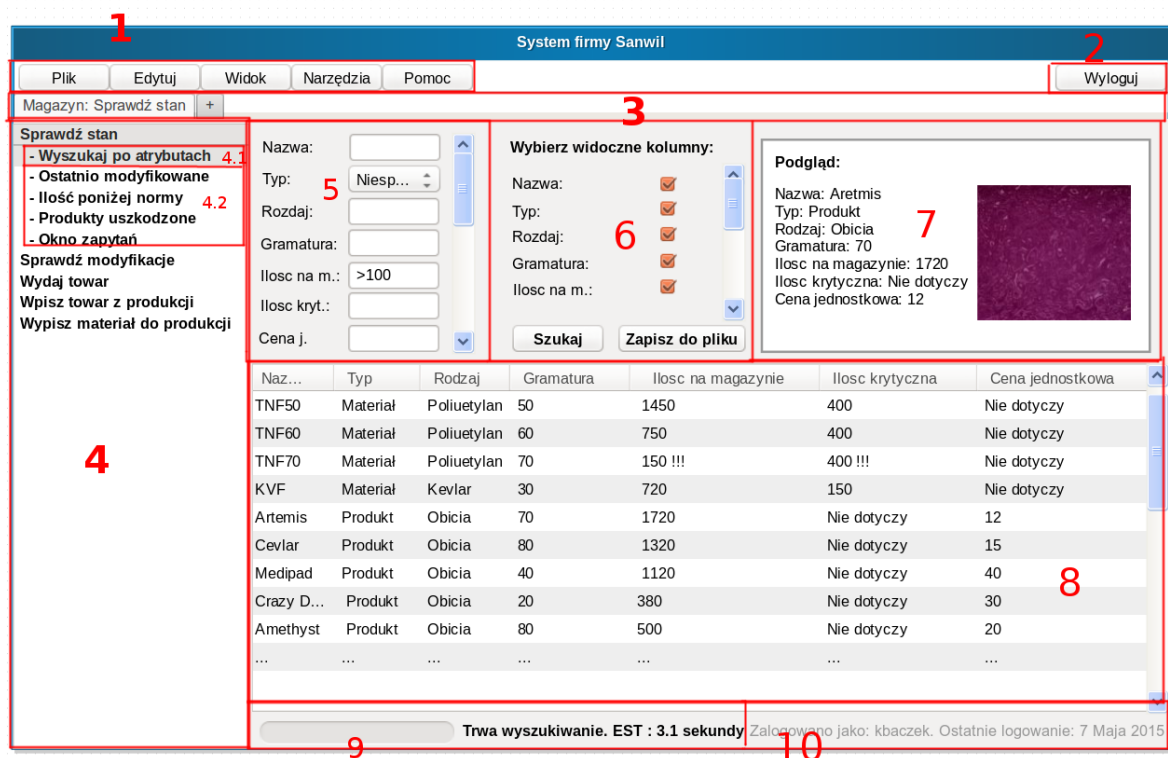 1
System firmy Sanwil
2
Plik Edytuj Widok Narzędzia Pomoc Wyloguj
Magazyn: Sprawdź stan +
3
Sprawdź stan
- Wyszukaj po atrybutach 4.1
- Ostatnio modyfikowane
- Ilość poniżej normy 4.2
- Produkty uszkodzone
- Okno zapytań
Sprawdź modyfikacje
Wydaj towar
Wpisz towar z produkcji
Wypisz materiał do produkcji
4
Nazwa:
Typ: Niesp...
5
Rozdaj:
Gramatura:
Ilosc na m.: >100
Ilosc kryt.:
Cena j.
Wybierz widoczne kolumny:
Nazwa:
Typ:
Rozdaj:
6
Gramatura:
Ilosc na m.:
Szukaj Zapisz do pliku
Podgląd:
Nazwa: Aretmis
Typ: Produkt
Rodzaj: Obicia
7
Gramatura: 70
Ilosc na magazynie: 1720
Ilosc krytyczna: Nie dotyczy
Cena jednostkowa: 12
Naz... Typ Rodzaj Gramatura Ilosc na magazynie Ilosc krytyczna Cena jednostkowa
TNF50 Materiał Poliuetylan 50 1450 400 Nie dotyczy
TNF60 Materiał Poliuetylan 60 750 400 Nie dotyczy
TNF70 Materiał Poliuetylan 70 150 !!! 400 !!! Nie dotyczy
KVF Materiał Kevlar 30 720 150 Nie dotyczy
Artemis Produkt Obicia 70 1720 Nie dotyczy 12
Cevlar Produkt Obicia 80 1320 Nie dotyczy 15
Medipad Produkt Obicia 40 1120 Nie dotyczy 40
8
Crazy D... Produkt Obicia 20 380 Nie dotyczy 30
Amethyst Produkt Obicia 80 500 Nie dotyczy 20
... ... ... ... ... ... ...
Trwa wyszukiwanie. EST : 3.1 sekundy Zalogowano jako: kbaczek. Ostatnie logowanie: 7 Maja 2015
9 10